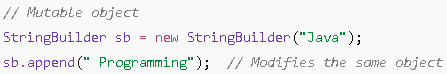 // Mutable object
StringBuilder sb = new StringBuilder("Java");
sb.append(" Programming");  // Modifies the same object